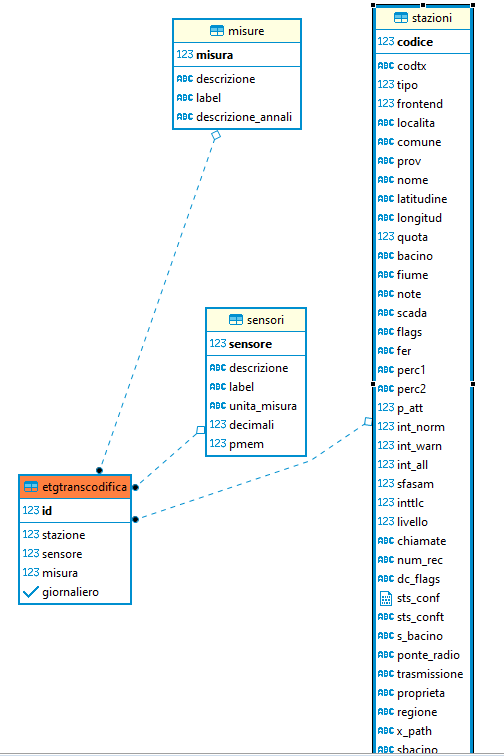 misure
123 misura
ABC descrizione
ABC label
ABC descrizione_annali
sensori
123 sensore
ABC descrizione
ABC label
ABC unita_misura
123 decimali
123 pmem
etgtranscodifica
123 id
123 stazione
123 sensore
123 misura
giornaliero
stazioni
123 codice
ABC codtx
123 tipo
123 frontend
ABC localita
ABC comune
ABC prov
ABC nome
ABC latitudine
ABC longitud
123 quota
ABC bacino
ABC fiume
ABC note
ABC scada
ABC flags
ABC fer
ABC perc1
ABC perc2
123 p_att
123 int_norm
123 int_warn
123 int_all
123 sfasam
123 inttlc
123 livello
ABC chiamate
ABC num_rec
ABC dc_flags
sts_conf
ABC sts_conft
ABC s_bacino
ABC ponte_radio
ABC trasmissione
ABC proprieta
ABC regione
ABC x_path
ABC sbacino